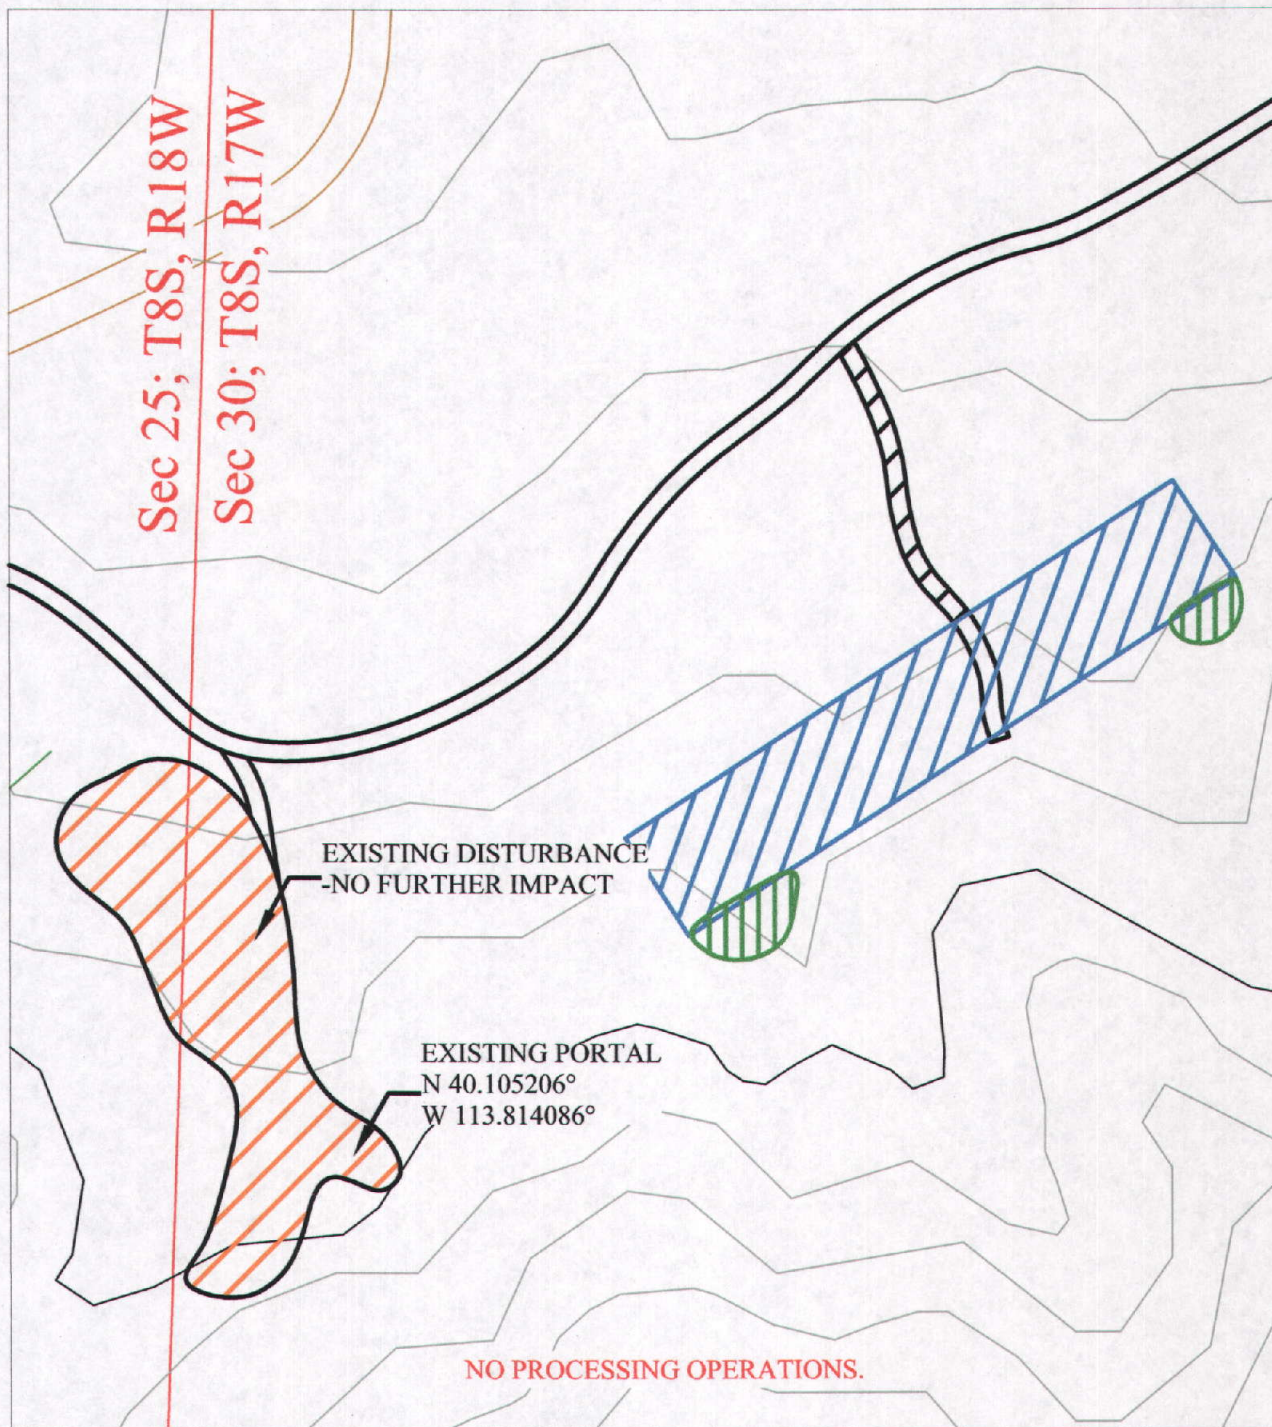 Sec 25; T8S, R18W
Sec 30; T8S, R17W
EXISTING DISTURBANCE
-NO FURTHER IMPACT
EXISTING PORTAL
N 40.105206°
W 113.814086°
NO PROCESSING OPERATIONS.